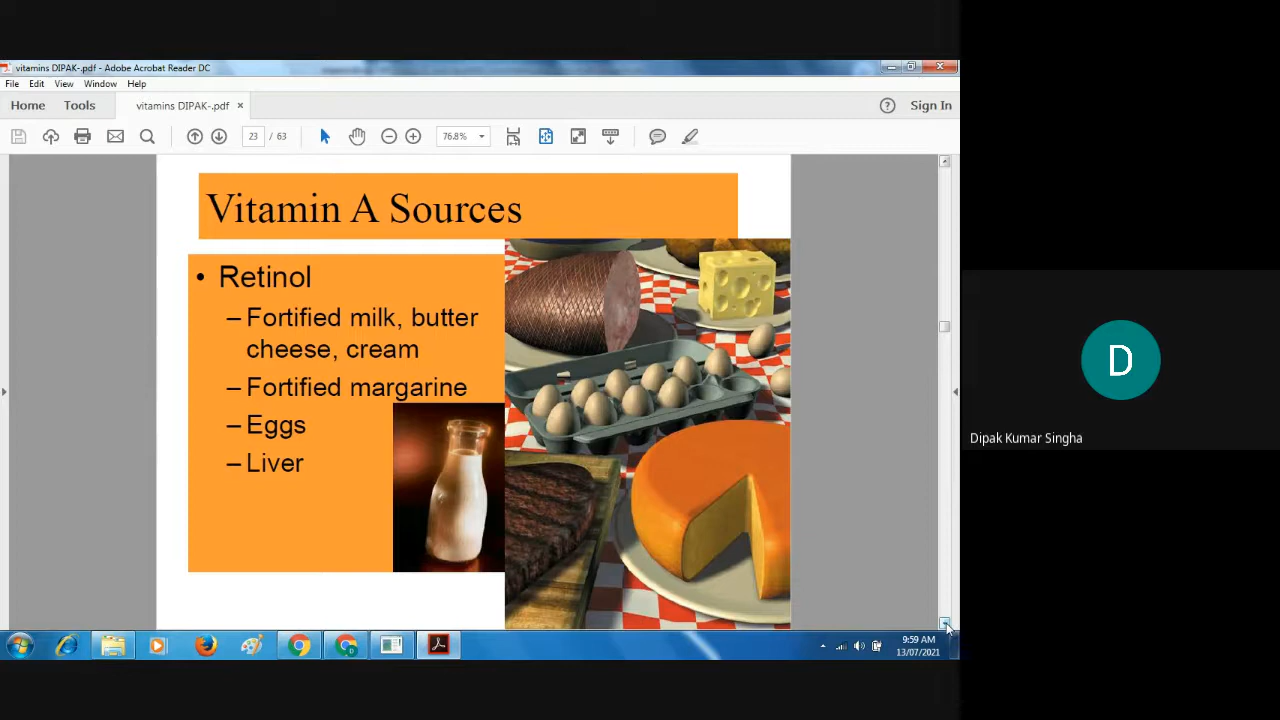 vitamins DIPAK-.pdf - Adobe Acrobat Reader DC
File Edit View Window Help
Home Tools vitamins DIPAK-.pdf × ? Sign In
23 / 63 76.8%
Vitamin A Sources
• Retinol
– Fortified milk, butter
cheese, cream
– Fortified margarine
– Eggs
– Liver
D
Dipak Kumar Singha
9:59 AM
13/07/2021